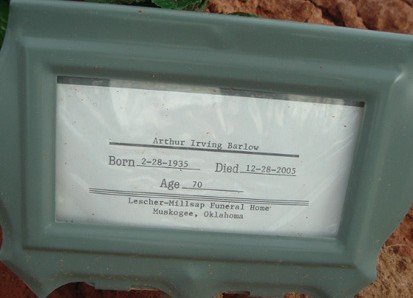 Arthur Irving Barlow
Born 2-28-1935 Died 12-28-2005
Age 70
Lescher-Millsap Funeral Home
Muskogee, Oklahoma